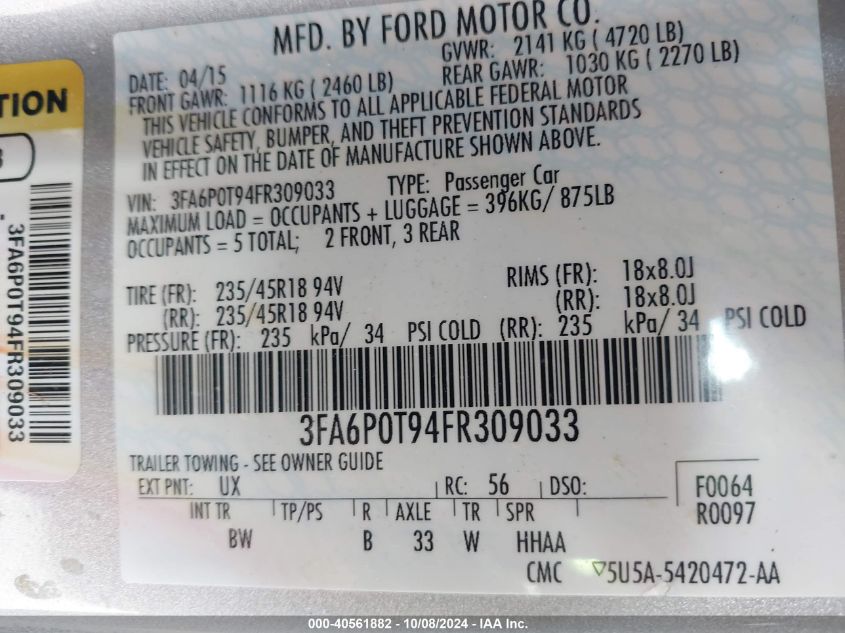 MFD. BY FORD MOTOR CO.
DATE: 04/15 GVWR: 2141 KG ( 4720 LB)
FRONT GAWR: 1116 KG ( 2460 LB) REAR GAWR: 1030 KG ( 2270 LB)
THIS VEHICLE CONFORMS TO ALL APPLICABLE FEDERAL MOTOR
VEHICLE SAFETY, BUMPER, AND THEFT PREVENTION STANDARDS
IN EFFECT ON THE DATE OF MANUFACTURE SHOWN ABOVE.
VIN: 3FA6P0T94FR309033 TYPE: Passenger Car
MAXIMUM LOAD = OCCUPANTS + LUGGAGE = 396KG/ 875LB
OCCUPANTS = 5 TOTAL; 2 FRONT, 3 REAR
TIRE (FR): 235/45R18 94V RIMS (FR): 18x8.0J
(RR): 235/45R18 94V (RR): 18x8.0J
PRESSURE (FR): 235 kPa/ 34 PSI COLD (RR): 235 kPa/ 34 PSI COLD
3FA6P0T94FR309033
TRAILER TOWING - SEE OWNER GUIDE
EXT PNT: UX RC: 56 DSO: F0064
INT TR TP/PS R AXLE TR SPR R0097
BW B 33 W HHAA
CMC 5U5A-5420472-AA
TION
3FA6P0T94FR309033
000-40561882 - 10/08/2024 - IAA Inc.